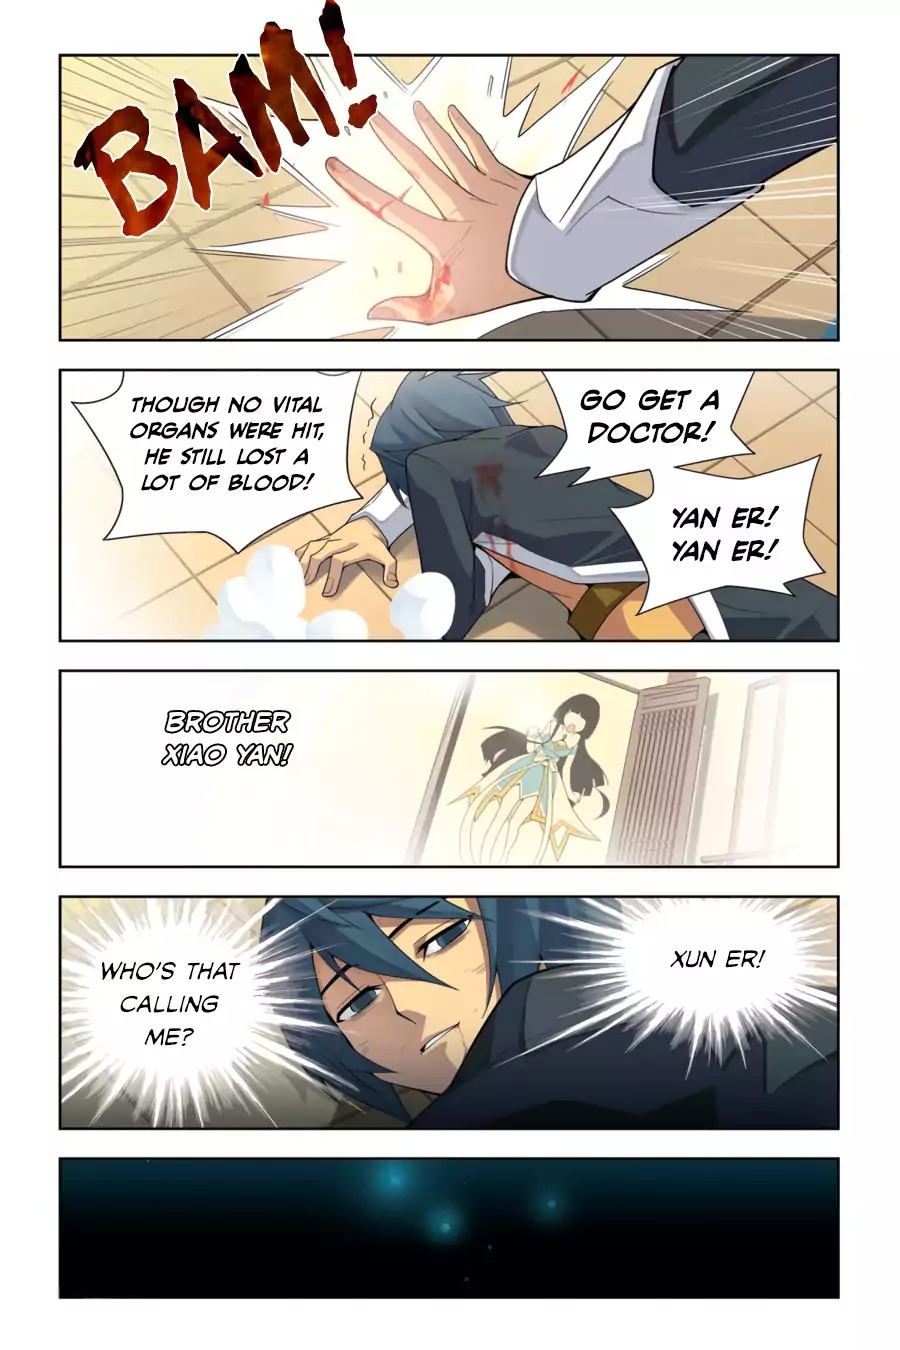 BAM!
THOUGH NO VITAL
ORGANS WERE HIT,
HE STILL LOST A
LOT OF BLOOD!
GO GET A
DOCTOR!
YAN ER!
YAN ER!
BROTHER
XIAO YAN!
WHO'S THAT
CALLING
ME?
XUN ER!